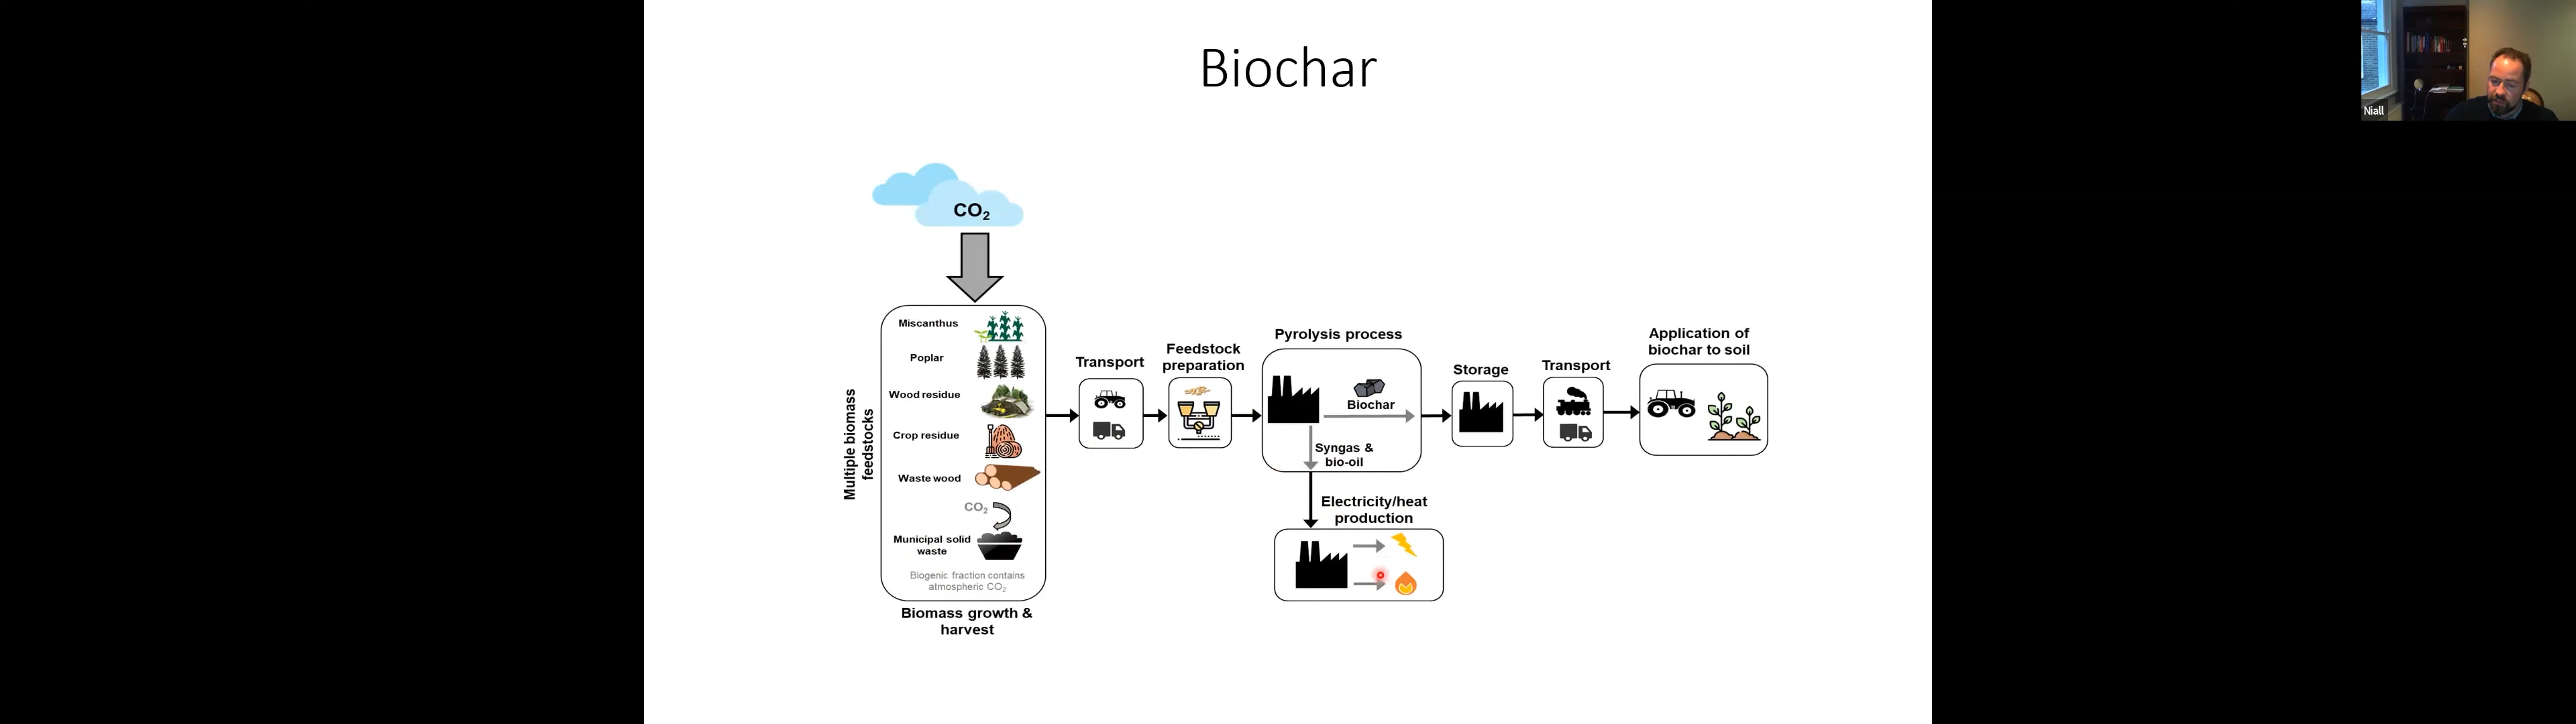 Biochar
Niall
CO₂
Miscanthus
Poplar
Wood residue
Crop residue
Waste wood
CO₂
Municipal solid
waste
Biogenic fraction contains
atmospheric CO₂
Multiple biomass
feedstocks
Biomass growth &
harvest
Transport
Feedstock
preparation
Pyrolysis process
Biochar
Syngas &
bio-oil
Electricity/heat
production
Storage
Transport
Application of
biochar to soil